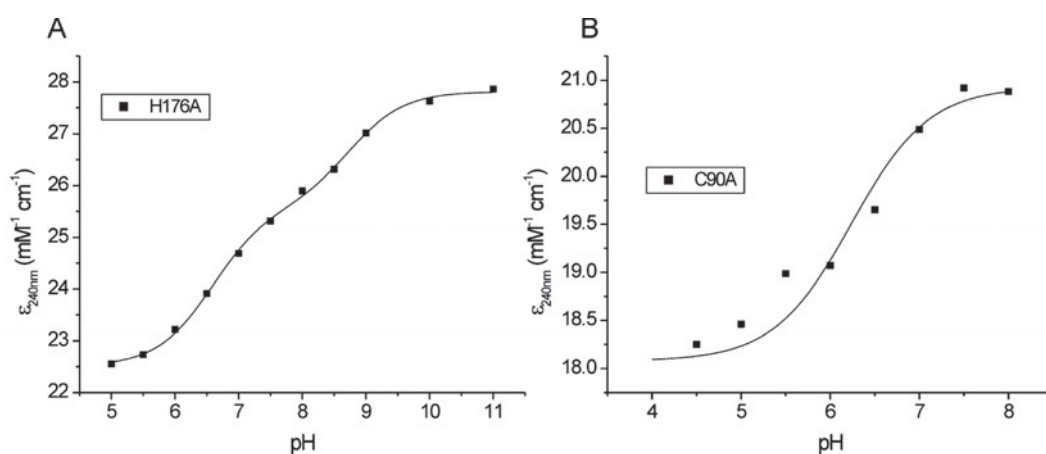 A
B
H176A
C90A
28
27
26
25
24
23
22
5 6 7 8 9 10 11
pH
ε240nm (mM-1 cm-1)
21.0
20.5
20.0
19.5
19.0
18.5
18.0
4 5 6 7 8
pH
ε240nm (mM-1 cm-1)